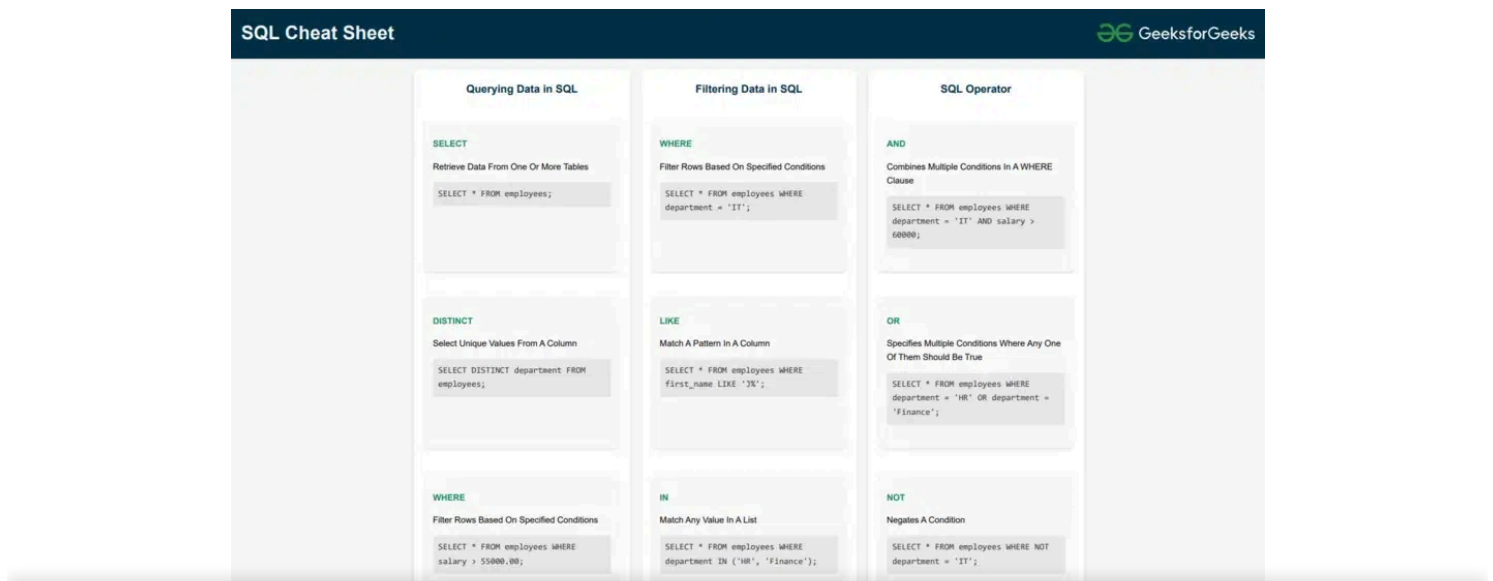 SQL Cheat Sheet
GeeksforGeeks
Querying Data in SQL
SELECT
Retrieve Data From One Or More Tables
SELECT * FROM employees;
DISTINCT
Select Unique Values From A Column
SELECT DISTINCT department FROM
employees;
WHERE
Filter Rows Based On Specified Conditions
SELECT * FROM employees WHERE
salary > 55000.00;
Filtering Data in SQL
WHERE
Filter Rows Based On Specified Conditions
SELECT * FROM employees WHERE
department = 'IT';
LIKE
Match A Pattern In A Column
SELECT * FROM employees WHERE
first_name LIKE 'J%';
IN
Match Any Value In A List
SELECT * FROM employees WHERE
department IN ('HR', 'Finance');
SQL Operator
AND
Combines Multiple Conditions In A WHERE
Clause
SELECT * FROM employees WHERE
department = 'IT' AND salary >
60000;
OR
Specifies Multiple Conditions Where Any One
Of Them Should Be True
SELECT * FROM employees WHERE
department = 'HR' OR department =
'Finance';
NOT
Negates A Condition
SELECT * FROM employees WHERE NOT
department = 'IT';